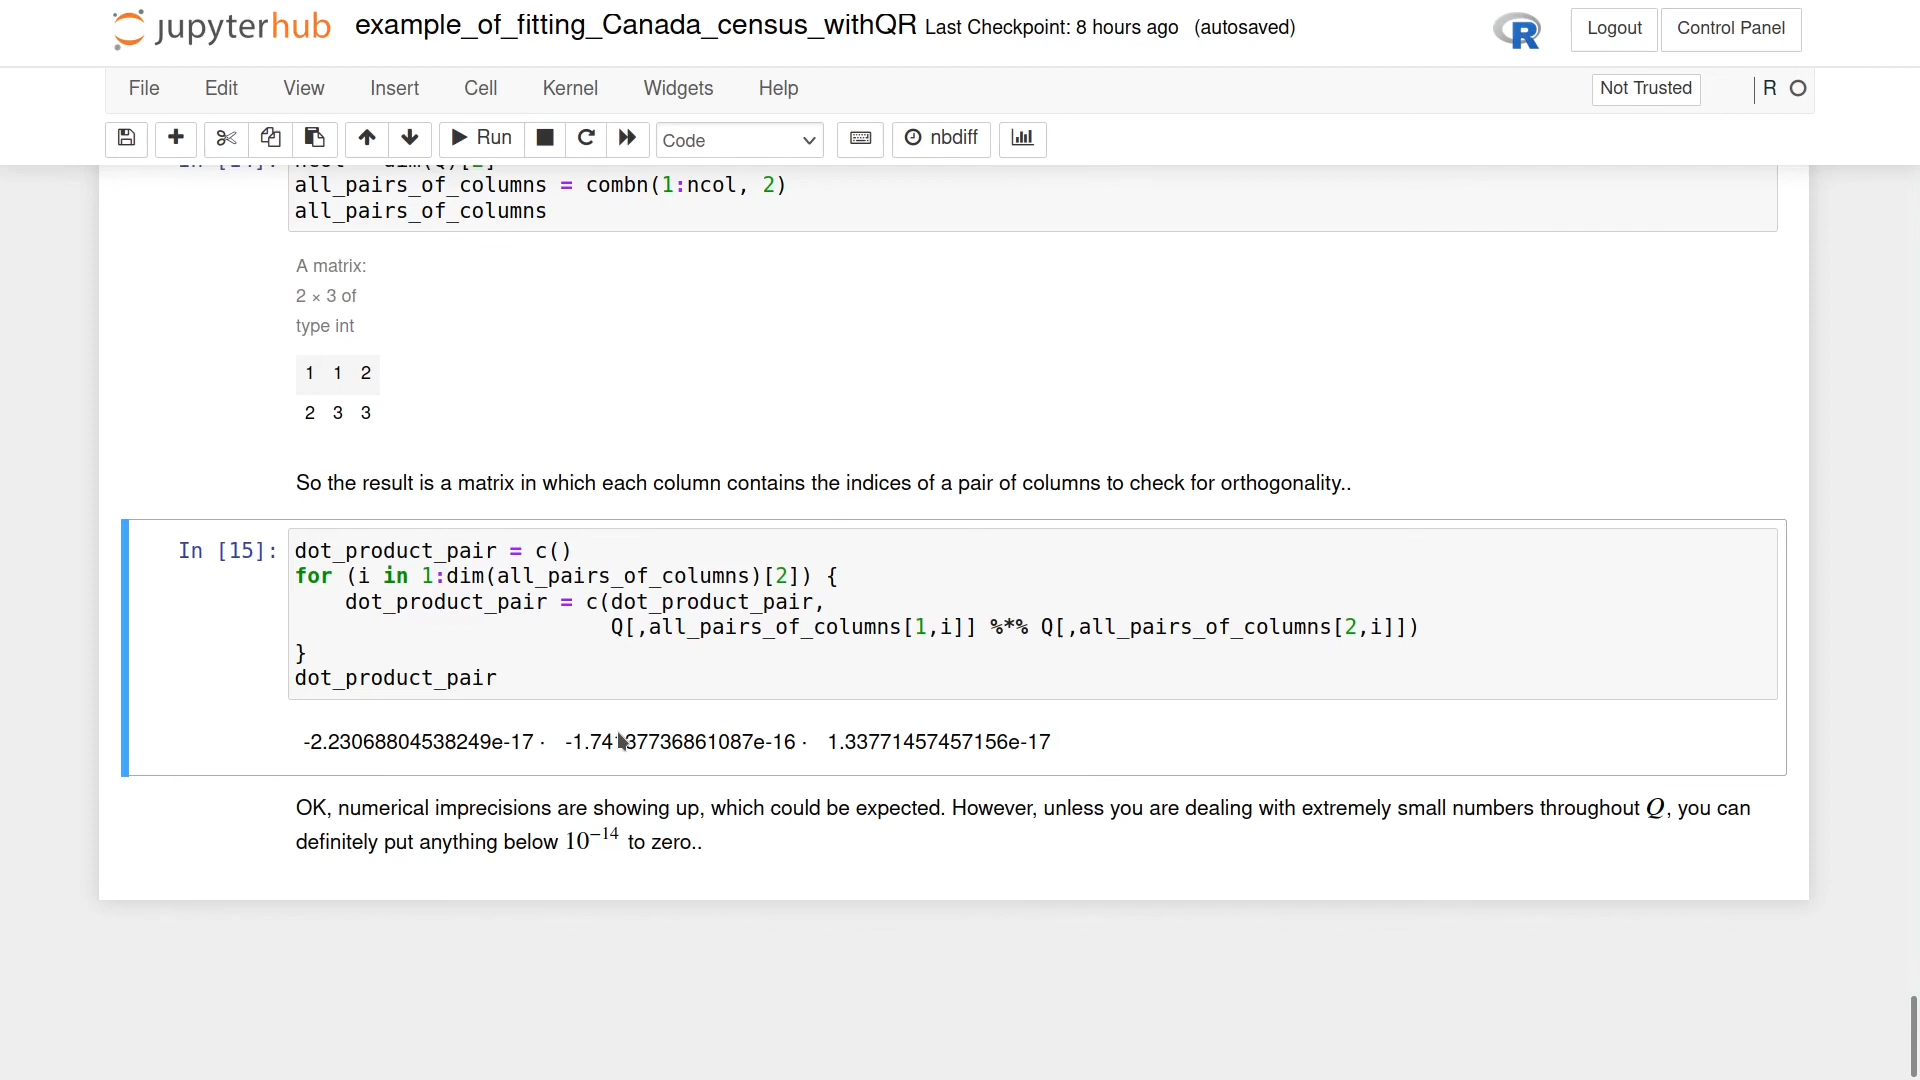 jupyterhub example_of_fitting_Canada_census_withQR Last Checkpoint: 8 hours ago (autosaved) R Logout Control Panel
File Edit View Insert Cell Kernel Widgets Help Not Trusted R
Run Code nbdiff
all_pairs_of_columns = combn(1:ncol, 2)
all_pairs_of_columns
A matrix:
2 × 3 of
type int
1 1 2
2 3 3
So the result is a matrix in which each column contains the indices of a pair of columns to check for orthogonality..
In [15]: dot_product_pair = c()
for (i in 1:dim(all_pairs_of_columns)[2]) {
dot_product_pair = c(dot_product_pair,
Q[,all_pairs_of_columns[1,i]] %*% Q[,all_pairs_of_columns[2,i]])
}
dot_product_pair
-2.23068804538249e-17 · 1.33771457457156e-17
OK, numerical imprecisions are showing up, which could be expected. However, unless you are dealing with extremely small numbers throughout Q, you can
definitely put anything below 10⁻¹⁴ to zero..